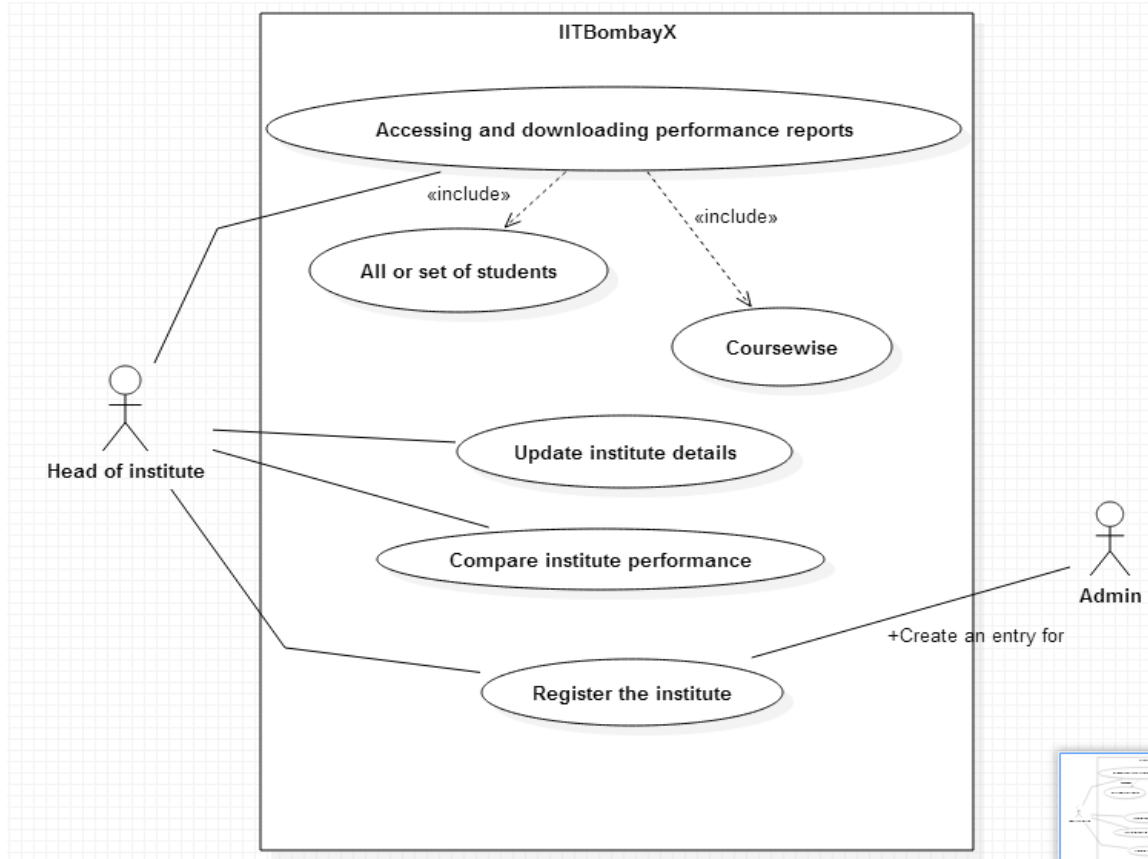 IITBombayX
Accessing and downloading performance reports
«include»
«include»
All or set of students
Coursewise
Head of institute
Update institute details
Compare institute performance
Admin
+Create an entry for
Register the institute